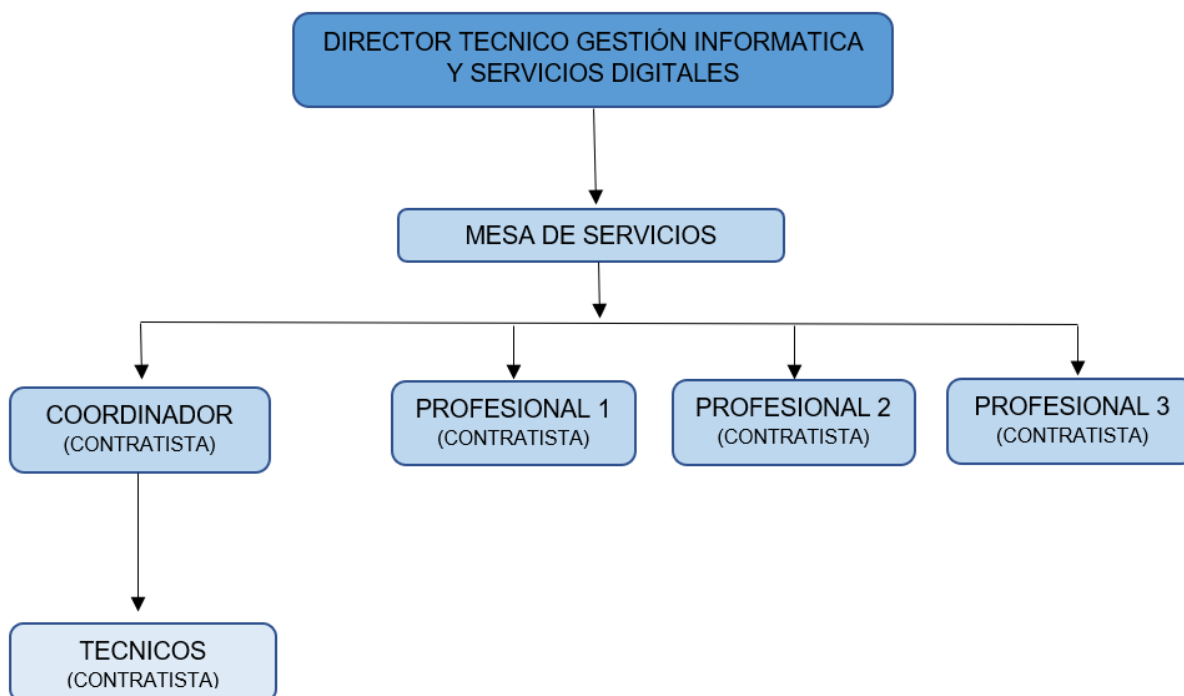 DIRECTOR TECNICO GESTIÓN INFORMATICA
Y SERVICIOS DIGITALES
MESA DE SERVICIOS
COORDINADOR
(CONTRATISTA)
PROFESIONAL 1
(CONTRATISTA)
PROFESIONAL 2
(CONTRATISTA)
PROFESIONAL 3
(CONTRATISTA)
TECNICOS
(CONTRATISTA)